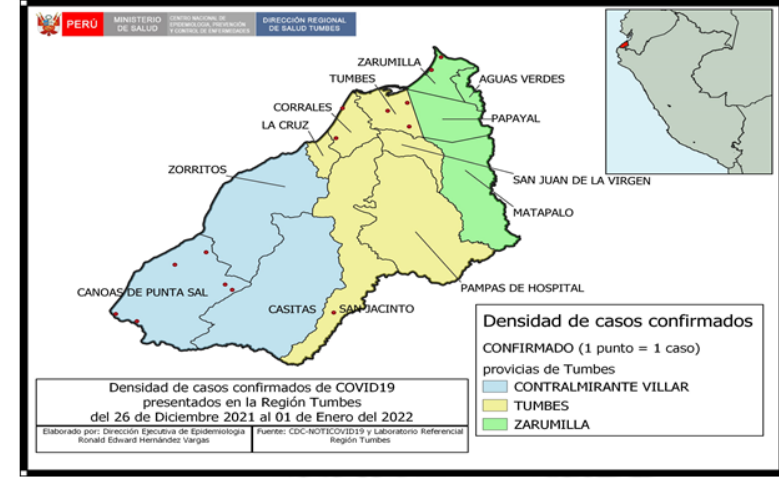 PERÚ
MINISTERIO
DE SALUD
CENTRO NACIONAL DE
EPIDEMIOLOGIA, PREVENCIÓN
Y CONTROL DE ENFERMEDADES
DIRECCIÓN REGIONAL
DE SALUD TUMBES
ZARUMILLA
TUMBES
AGUAS VERDES
CORRALES
PAPAYAL
LA CRUZ
ZORRITOS
SAN JUAN DE LA VIRGEN
MATAPALO
CANOAS DE PUNTA SAL
PAMPAS DE HOSPITAL
CASITAS
SAN JACINTO
Densidad de casos confirmados
CONFIRMADO (1 punto = 1 caso)
provicias de Tumbes
CONTRALMIRANTE VILLAR
TUMBES
ZARUMILLA
Densidad de casos confirmados de COVID19
presentados en la Región Tumbes
del 26 de Diciembre 2021 al 01 de Enero del 2022
Elaborado por: Dirección Ejecutiva de Epidemiologia
Ronald Edward Hernández Vargas
Fuente: CDC-NOTICOVID19 y Laboratorio Referencial
Región Tumbes